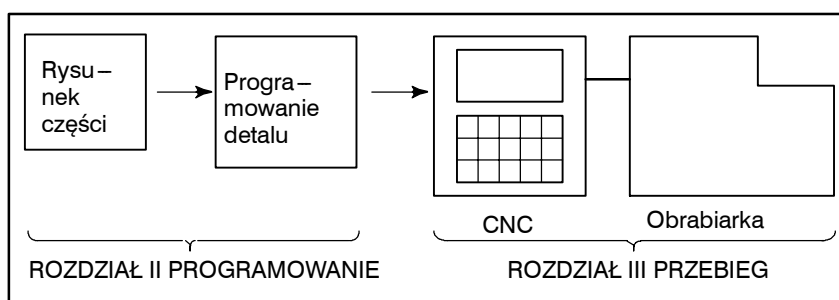 Rysu–
nek
części
Progra–
mowanie
detalu
CNC
Obrabiarka
ROZDZIAŁ II PROGRAMOWANIE
ROZDZIAŁ III PRZEBIEG